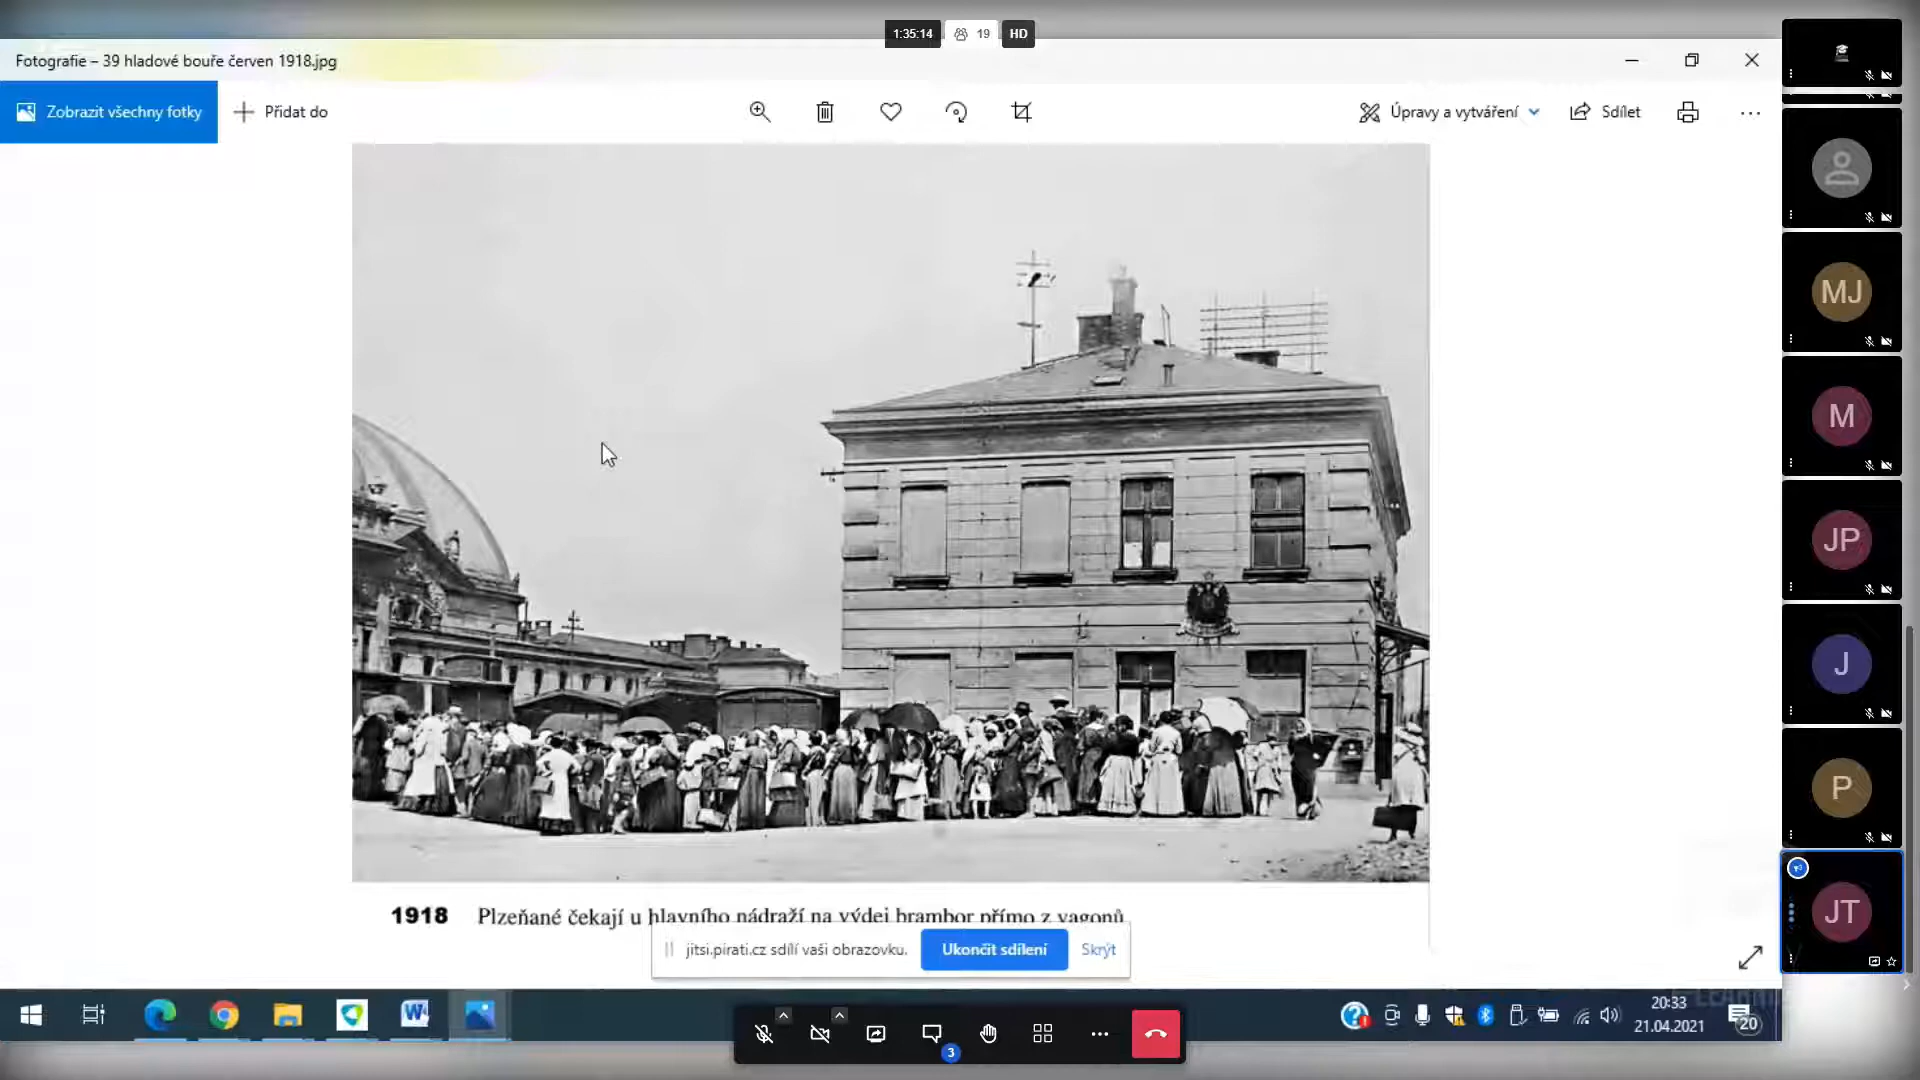 1:35:14 19 HD
Fotografie – 39 hladové bouře červen 1918.jpg
Zobrazit všechny fotky Přidat do Úpravy a vytváření Sdílet
MJ
M
JP
J
P
JT
1918 Plzeňané čekají u hlavního nádraží na výdej brambor přímo z vagonů
jitsi.pirati.cz sdílí vaši obrazovku. Ukončit sdílení Skrýt
20:33
21.04.2021
20
3